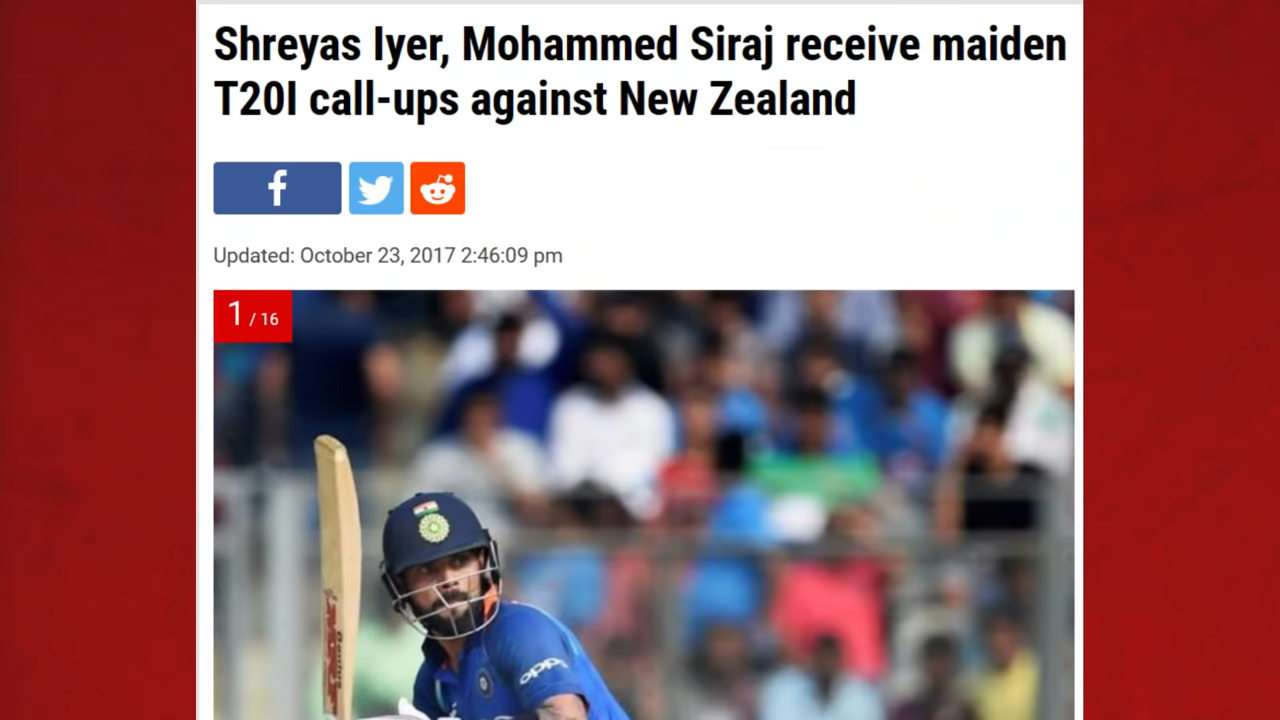 Shreyas Iyer, Mohammed Siraj receive maiden
T20I call-ups against New Zealand
f
Updated: October 23, 2017 2:46:09 pm
1 / 16
oppo